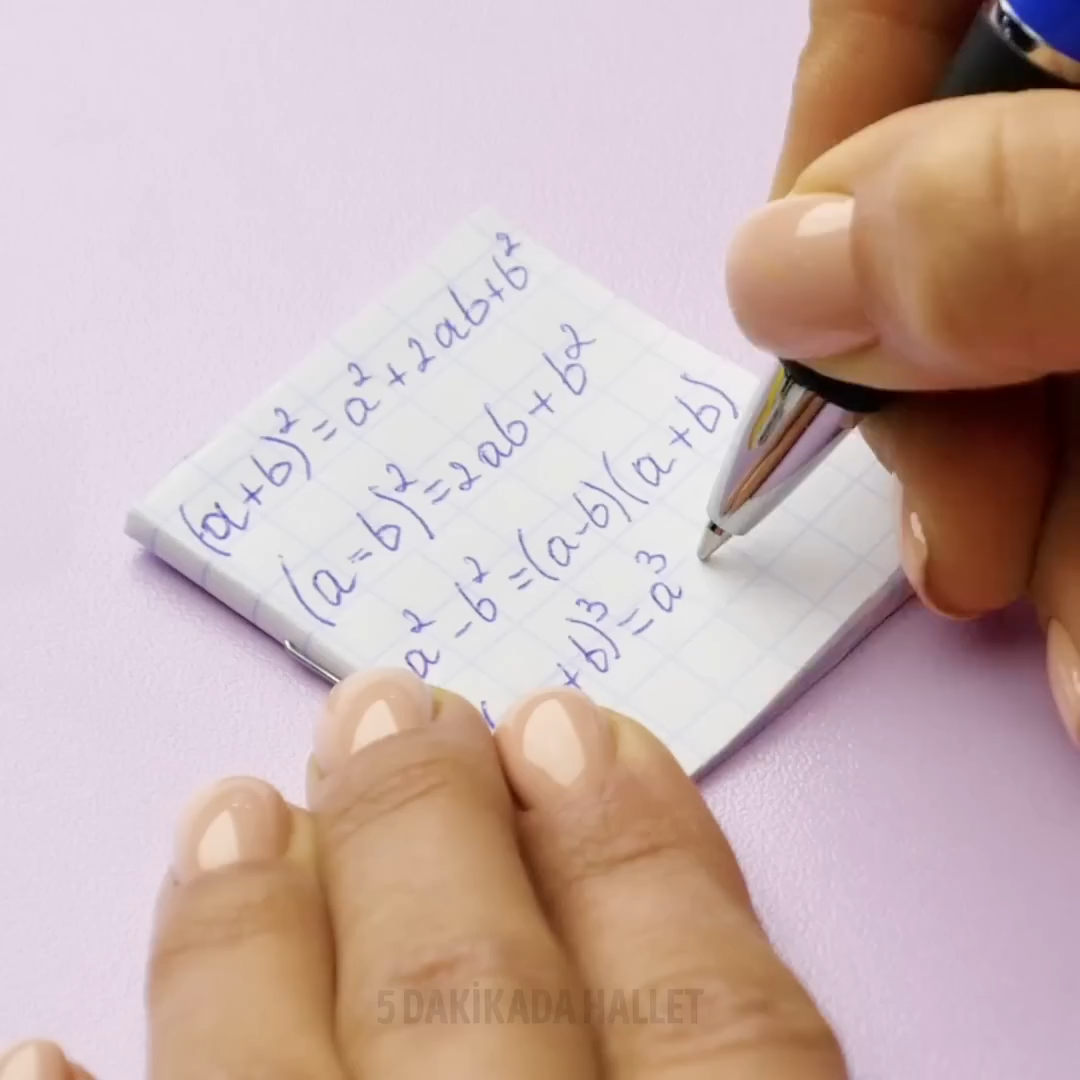 (a+b)²=a²+2ab+b²
(a=b)²=2ab+b²
a²-b²=(a-b)(a+b)
+b)³=a³
5 DAKİKADA HALLET